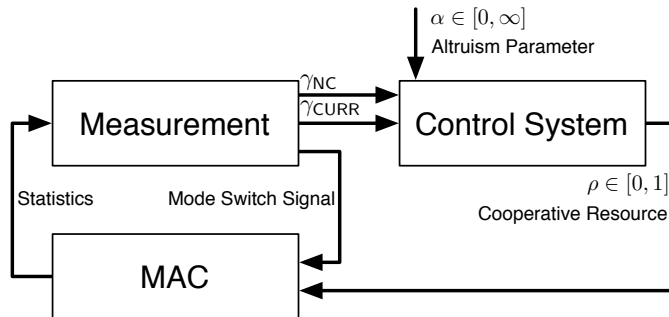 α ∈ [0, ∞]
Altruism Parameter
γNC
γCURR
Measurement
Control System
Statistics
Mode Switch Signal
ρ ∈ [0, 1]
Cooperative Resource
MAC